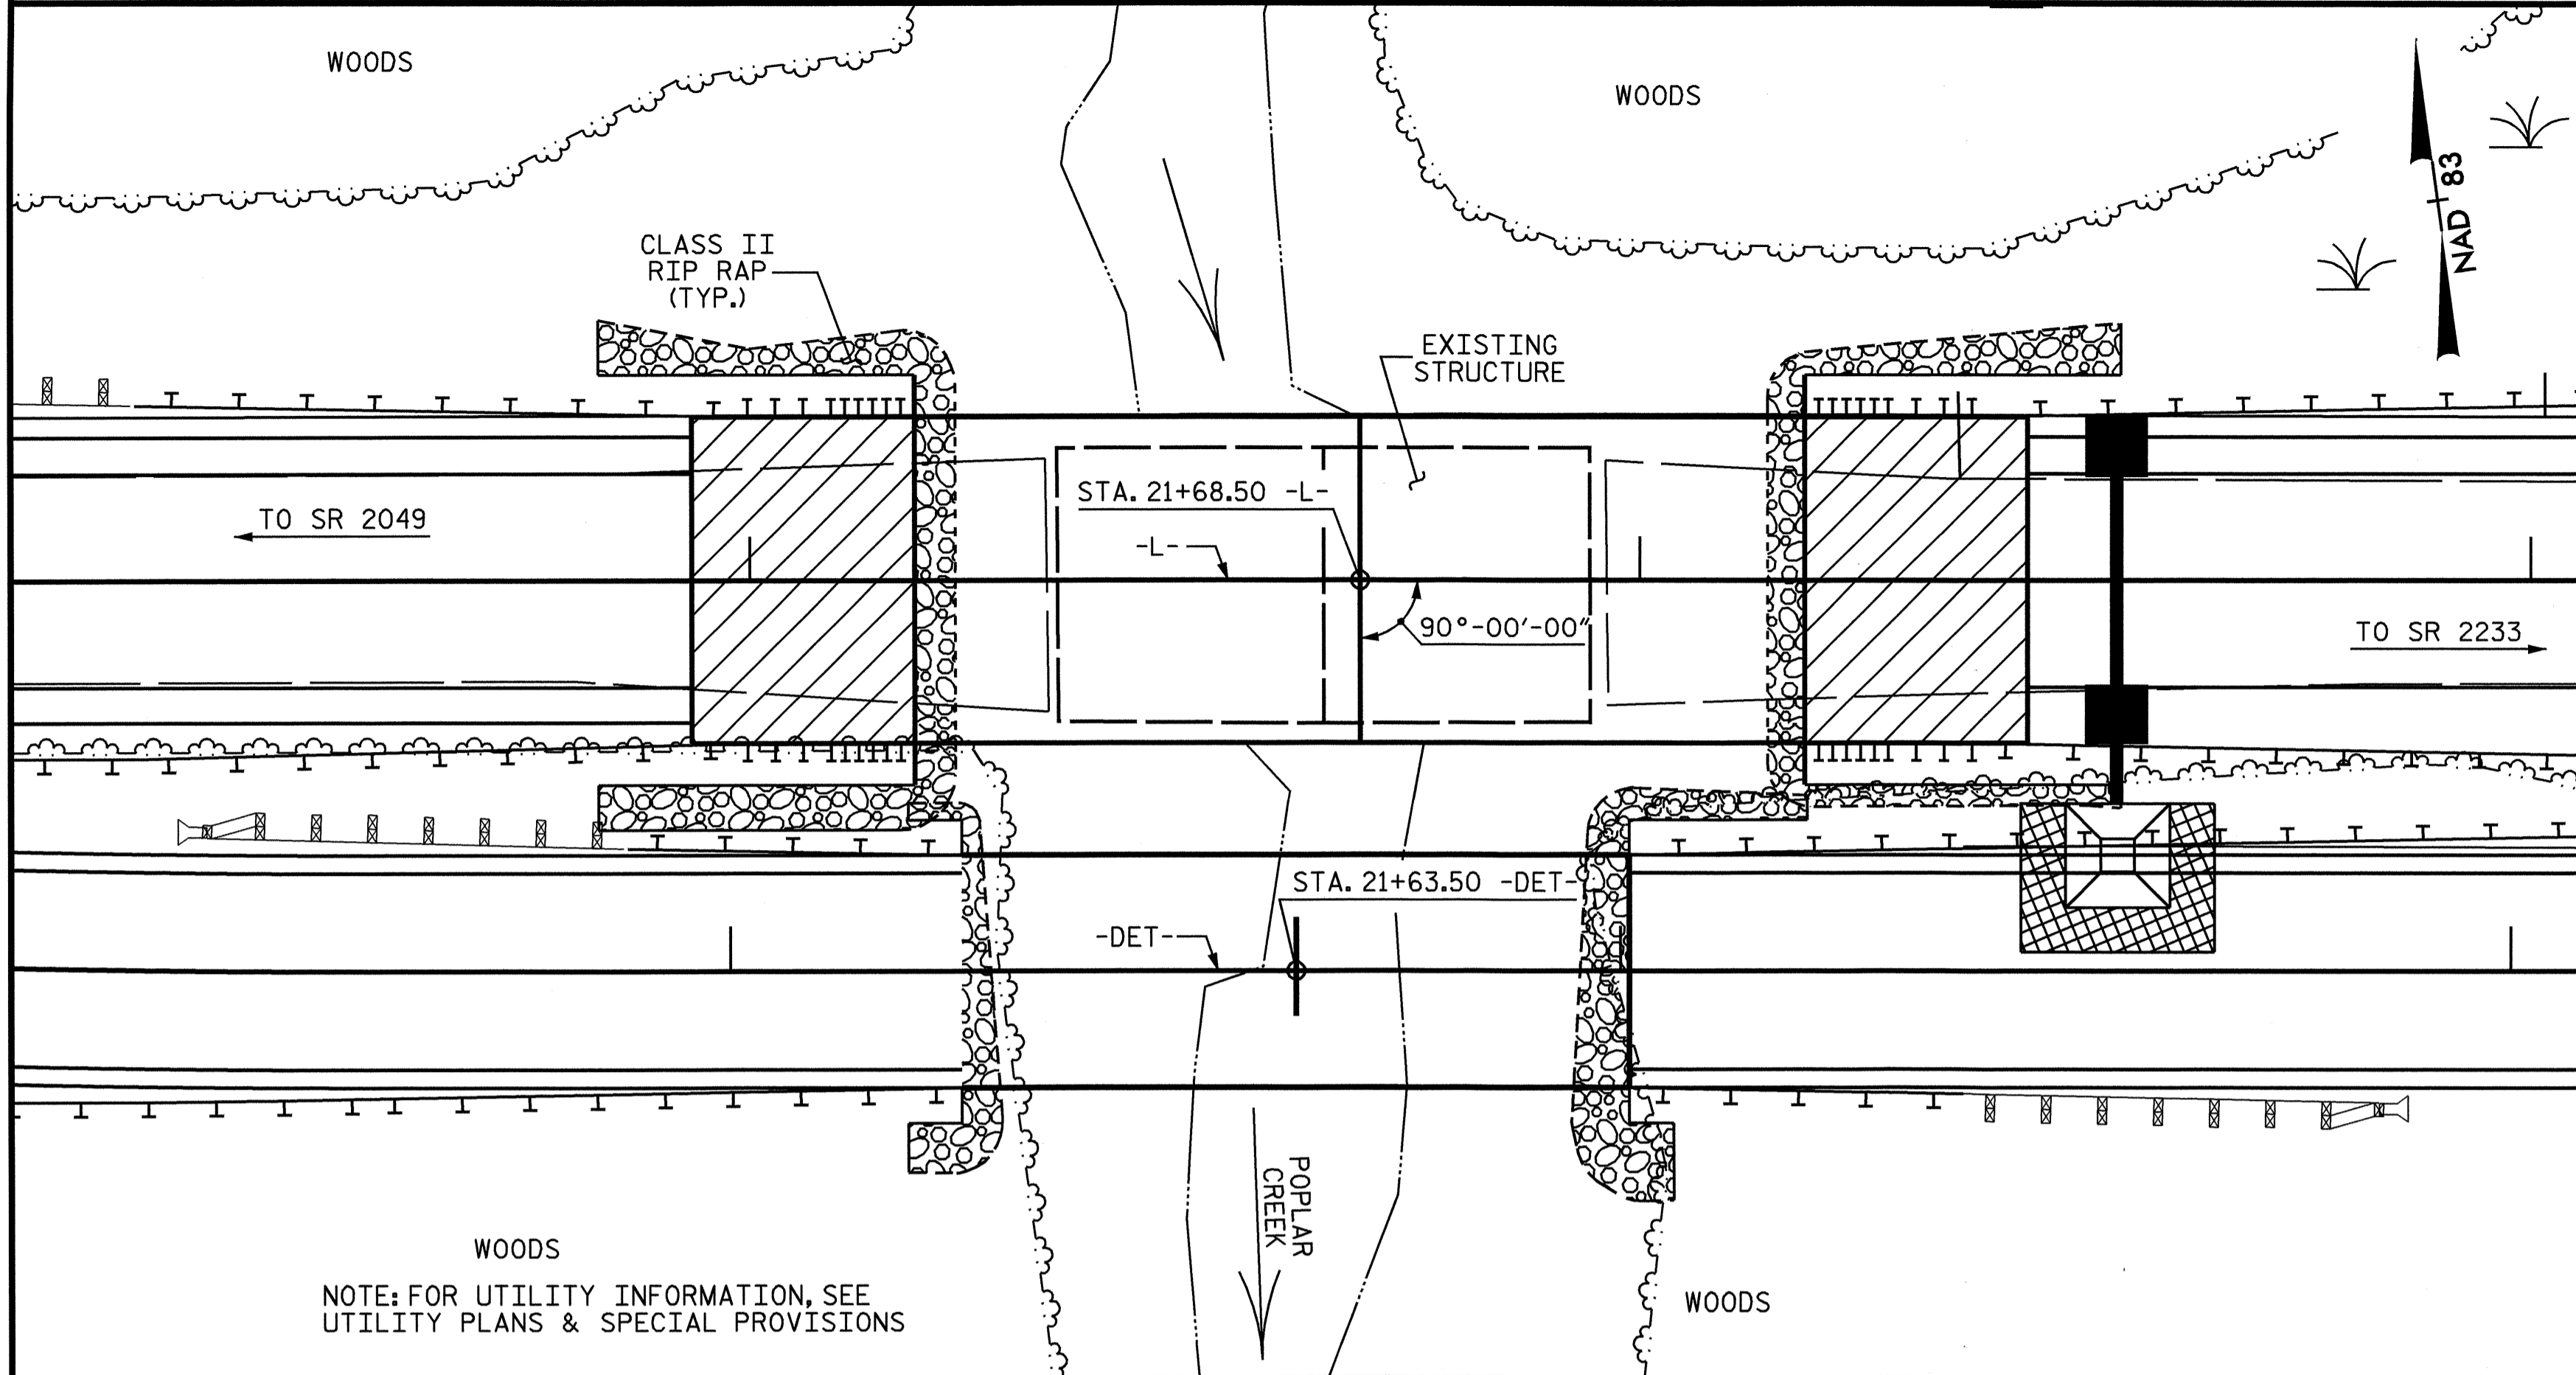 WOODS
WOODS
NAD 83
CLASS II
RIP RAP
(TYP.)
EXISTING
STRUCTURE
STA. 21+68.50 -L-
TO SR 2049
-L-
90°-00'-00"
TO SR 2233
STA. 21+63.50 -DET-
-DET-
POPLAR
CREEK
WOODS
NOTE: FOR UTILITY INFORMATION, SEE
UTILITY PLANS & SPECIAL PROVISIONS
WOODS